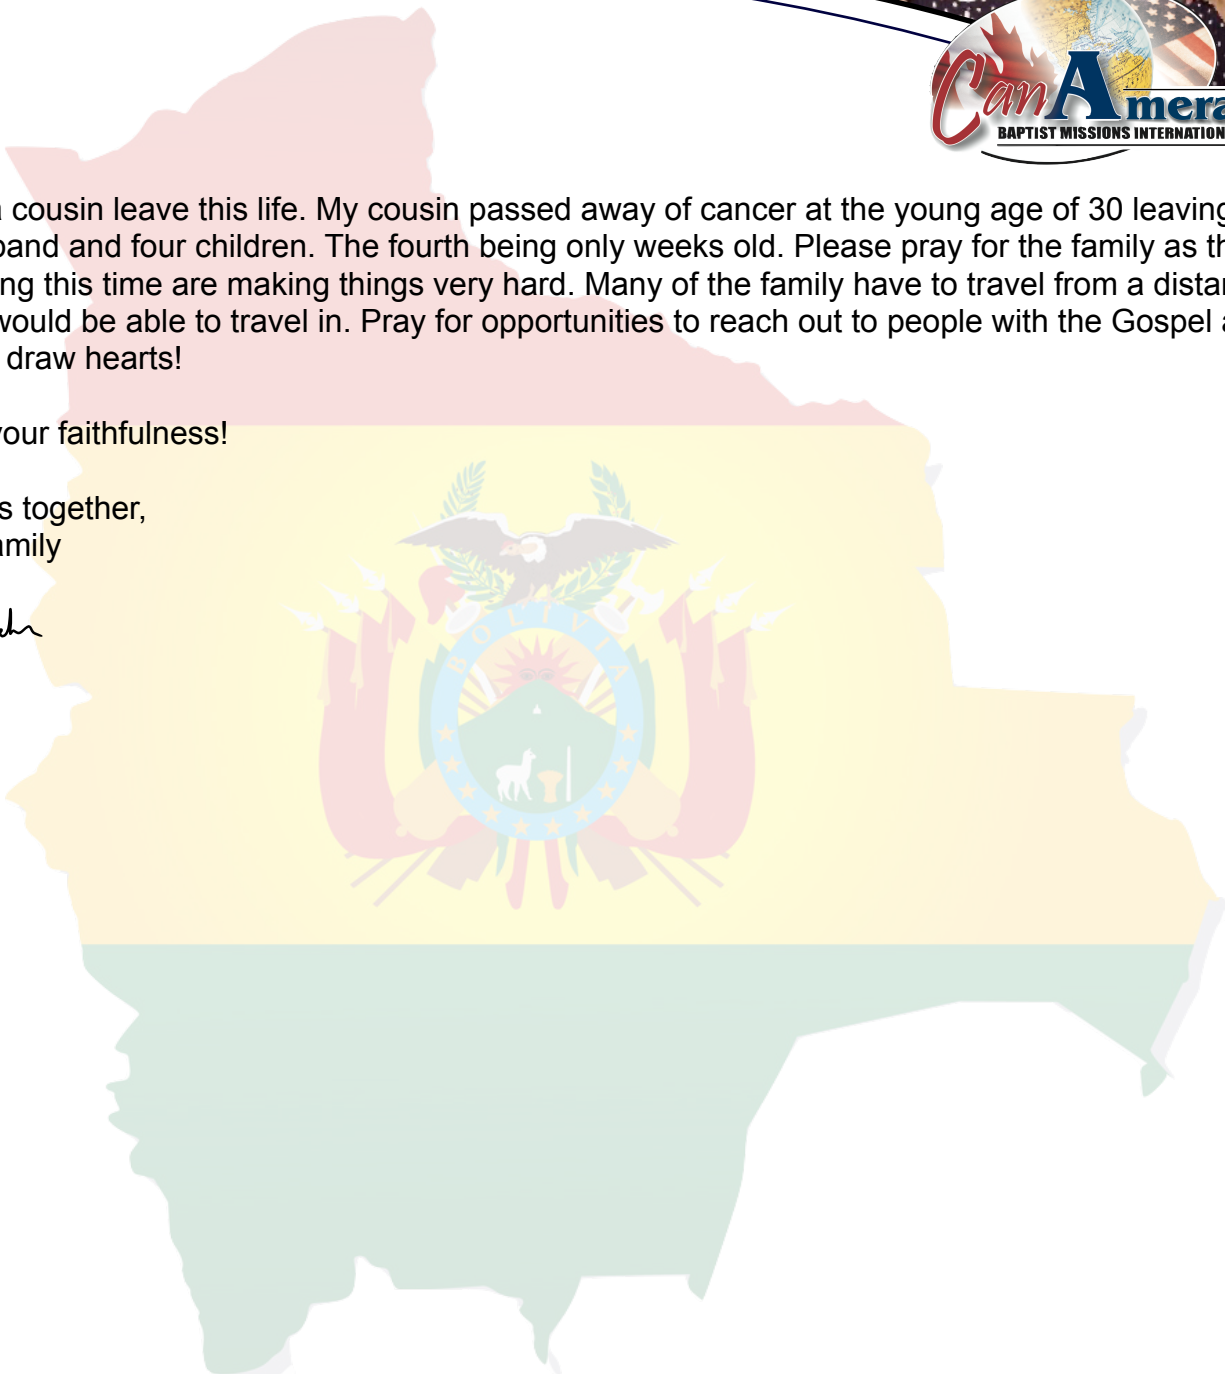 Can Amera
BAPTIST MISSIONS INTERNATION
a cousin leave this life. My cousin passed away of cancer at the young age of 30 leaving
band and four children. The fourth being only weeks old. Please pray for the family as th
ng this time are making things very hard. Many of the family have to travel from a distan
would be able to travel in. Pray for opportunities to reach out to people with the Gospel a
draw hearts!
your faithfulness!
s together,
amily
BOLIVIA